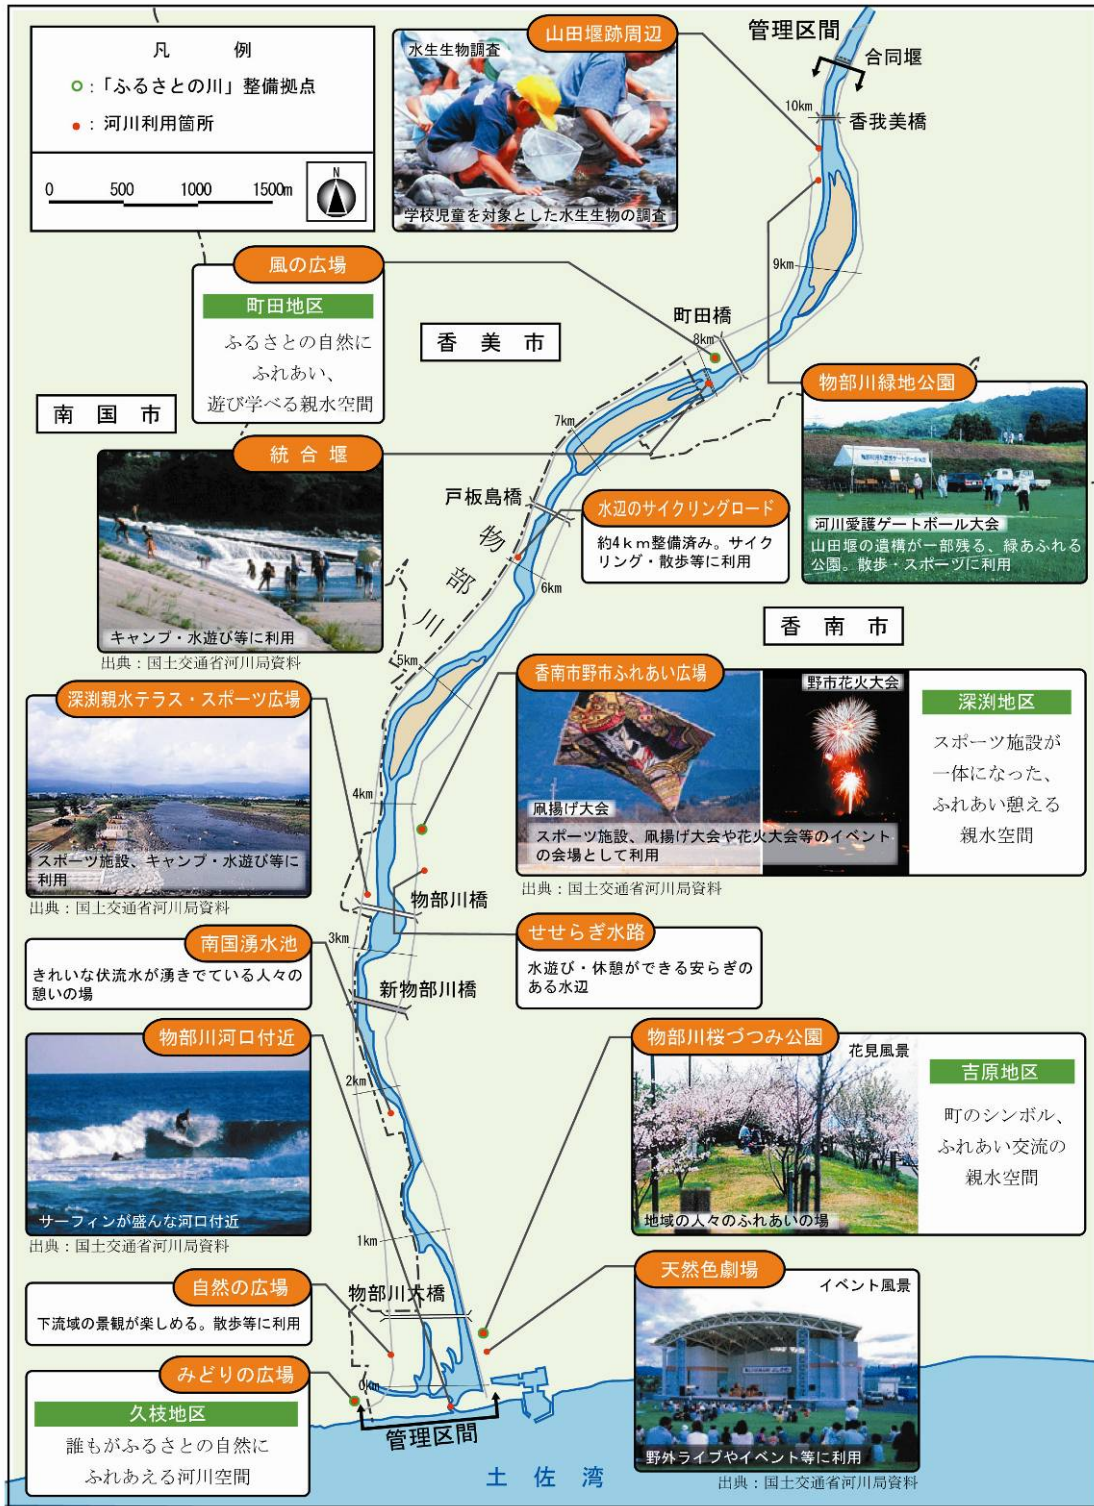 凡例
：「ふるさとの川」整備拠点
：河川利用箇所
0 500 1000 1500m
N
山田堰跡周辺
水生生物調査
学校児童を対象とした水生生物の調査
管理区間
合同堰
10km
香我美橋
9km
風の広場
町田地区
ふるさとの自然に
ふれあい、
遊び学べる親水空間
香美市
町田橋
8km
南国市
物部川緑地公園
河川愛護ゲートボール大会
山田堰の遺構が一部残る、緑あふれる
公園。散歩・スポーツに利用
7km
統合堰
キャンプ・水遊び等に利用
出典：国土交通省河川局資料
戸板島橋
水辺のサイクリングロード
約4ｋｍ整備済み。サイク
リング・散歩等に利用
物部川
6km
香南市
5km
深渕親水テラス・スポーツ広場
スポーツ施設、キャンプ・水遊び等に
利用
出典：国土交通省河川局資料
香南市野市ふれあい広場
野市花火大会
凧揚げ大会
スポーツ施設、凧揚げ大会や花火大会等のイベント
の会場として利用
出典：国土交通省河川局資料
深渕地区
スポーツ施設が
一体になった、
ふれあい憩える
親水空間
4km
物部川橋
南国湧水池
きれいな伏流水が湧きでている人々の
憩いの場
3km
せせらぎ水路
水遊び・休憩ができる安らぎの
ある水辺
新物部川橋
物部川河口付近
サーフィンが盛んな河口付近
出典：国土交通省河川局資料
2km
物部川桜づつみ公園
花見風景
地域の人々のふれあいの場
吉原地区
町のシンボル、
ふれあい交流の
親水空間
1km
自然の広場
下流域の景観が楽しめる。散歩等に利用
物部川大橋
天然色劇場
イベント風景
野外ライブやイベント等に利用
出典：国土交通省河川局資料
みどりの広場
久枝地区
誰もがふるさとの自然に
ふれあえる河川空間
0km
管理区間
土佐湾